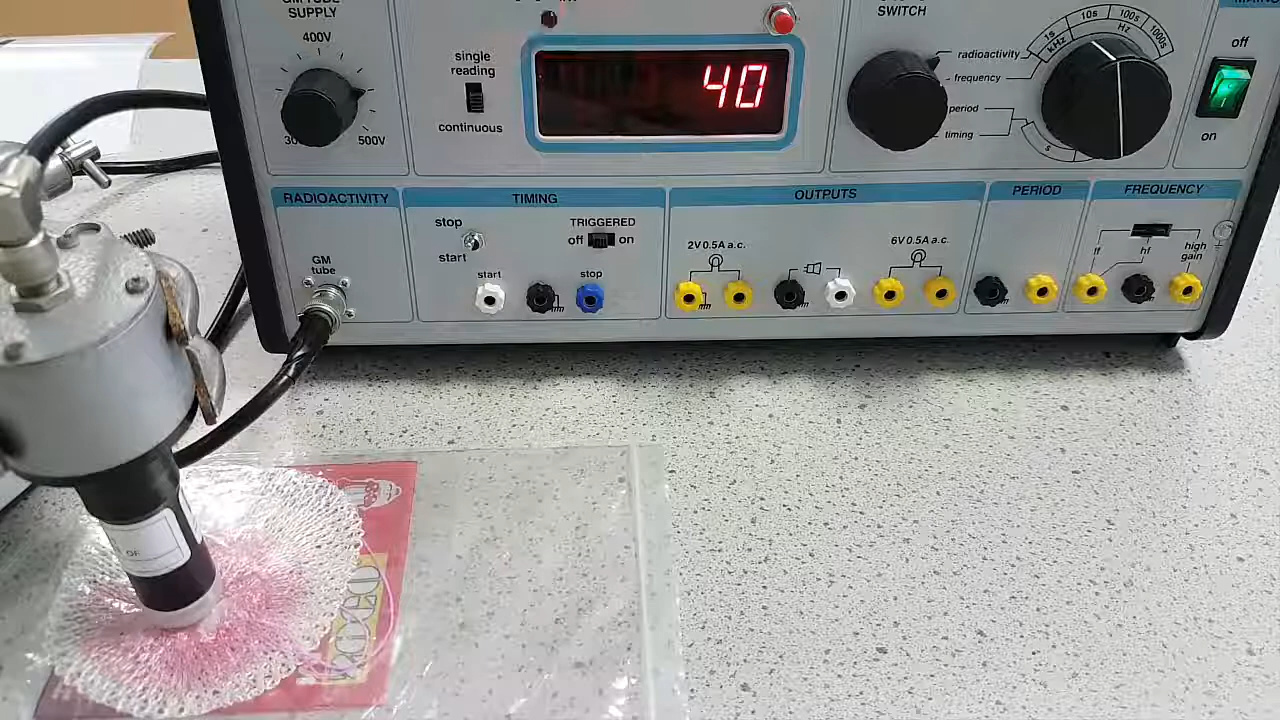 SUPPLY
400V
500V
single
reading
continuous
40
SWITCH
radioactivity
frequency
period
timing
1s
10s
100s
1000s
kHz
Hz
s
off
on
RADIOACTIVITY
GM
tube
TIMING
stop
start
TRIGGERED
off
on
start
stop
OUTPUTS
2V 0.5A a.c.
6V 0.5A a.c.
PERIOD
FREQUENCY
lf
hf
high
gain